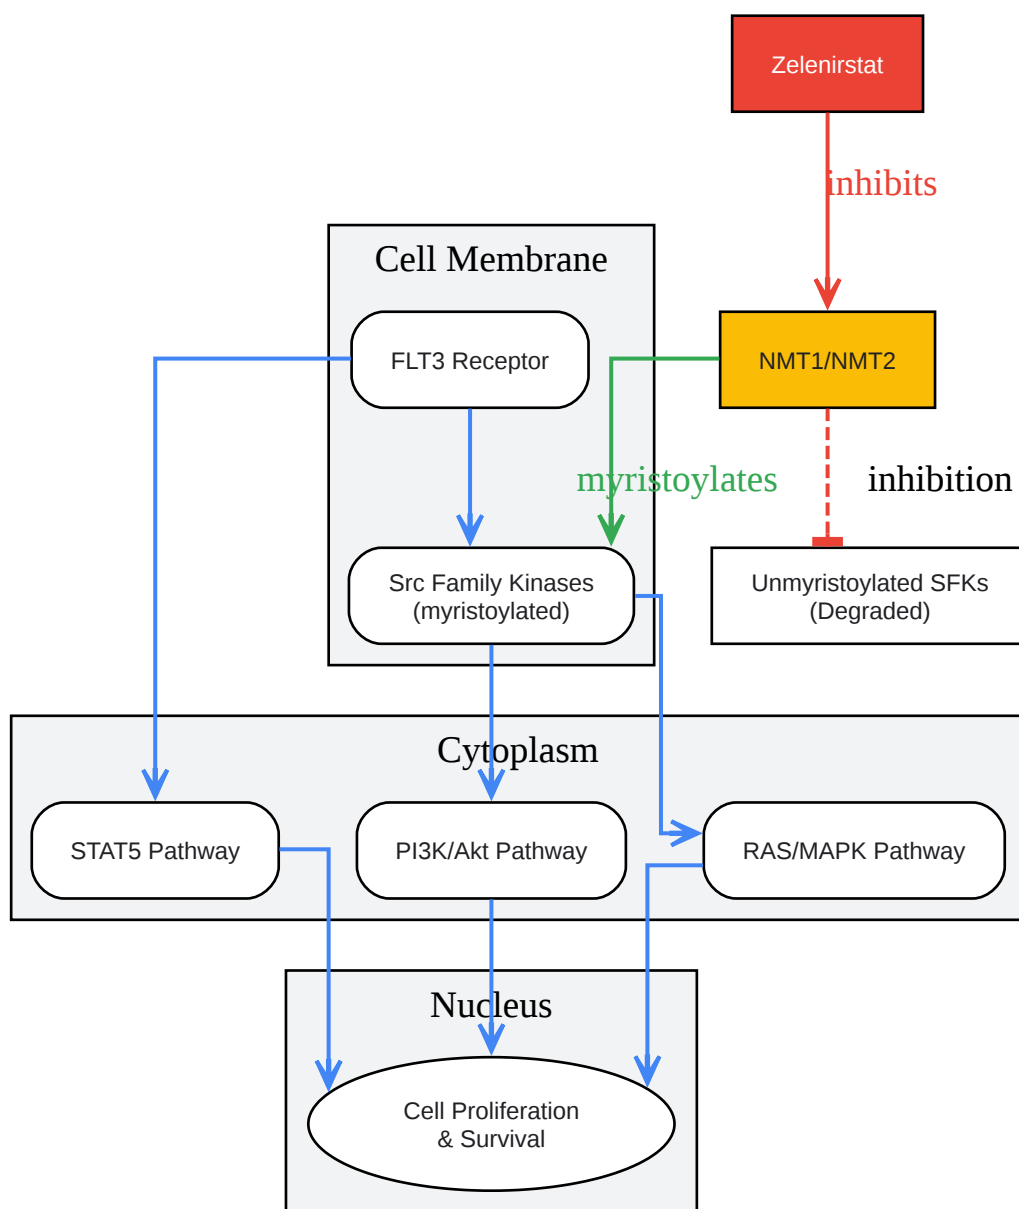 Zelenirstat
inhibits
Cell Membrane
FLT3 Receptor
NMT1/NMT2
myristoylates
inhibition
Src Family Kinases
(myristoylated)
Unmyristoylated SFKs
(Degraded)
Cytoplasm
STAT5 Pathway
PI3K/Akt Pathway
RAS/MAPK Pathway
Nucleus
Cell Proliferation
& Survival